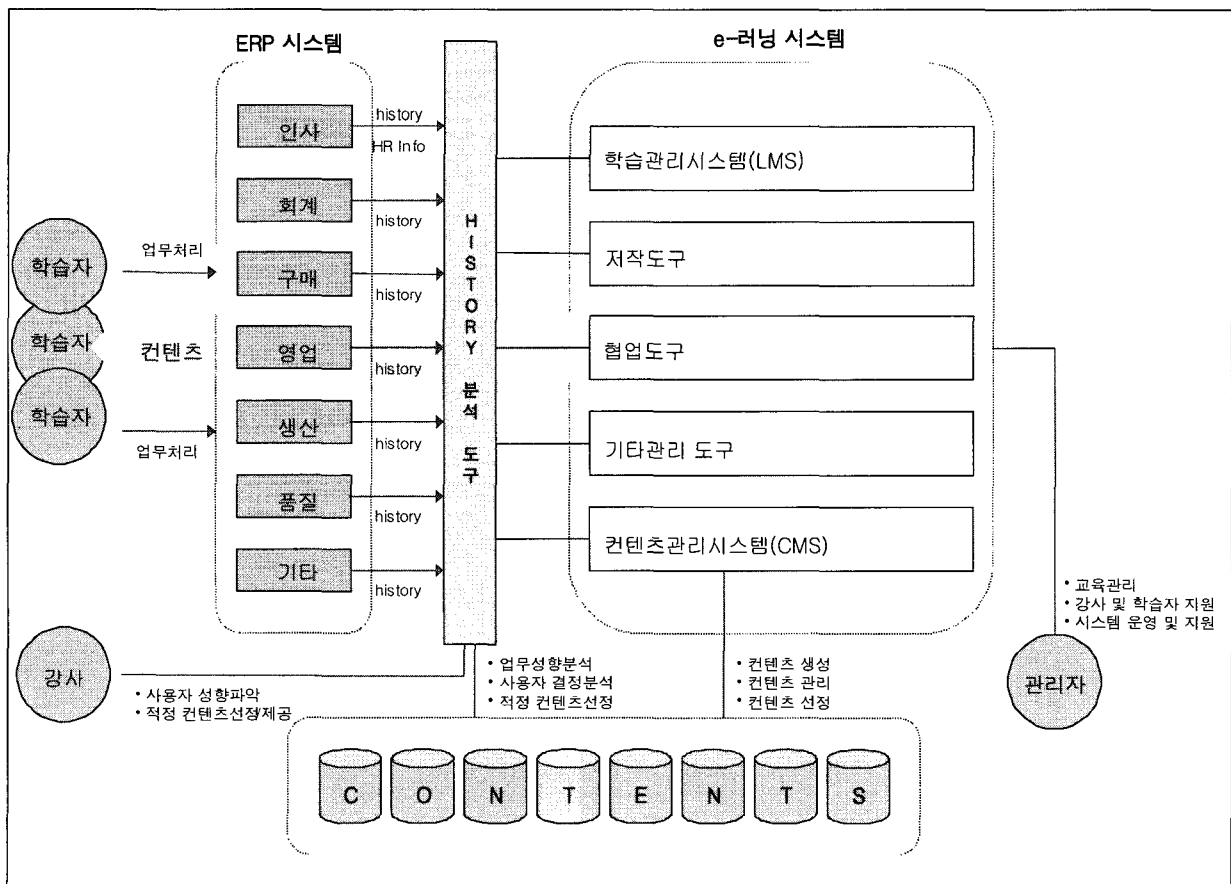 ERP 시스템
e-러닝 시스템
인사
history
HR Info
회계
history
구매
history
영업
history
생산
history
품질
history
기타
history
학습자
학습자
학습자
업무처리
컨텐츠
업무처리
HISTORY 분석 도구
학습관리시스템(LMS)
저작도구
협업도구
기타관리 도구
컨텐츠관리시스템(CMS)
• 교육관리
• 강사 및 학습자 지원
• 시스템 운영 및 지원
관리자
강사
• 사용자 성향파악
• 적정 컨텐츠선정/제공
• 업무성향분석
• 사용자 결정분석
• 적정 컨텐츠선정
• 컨텐츠 생성
• 컨텐츠 관리
• 컨텐츠 선정
C O N T E N T S